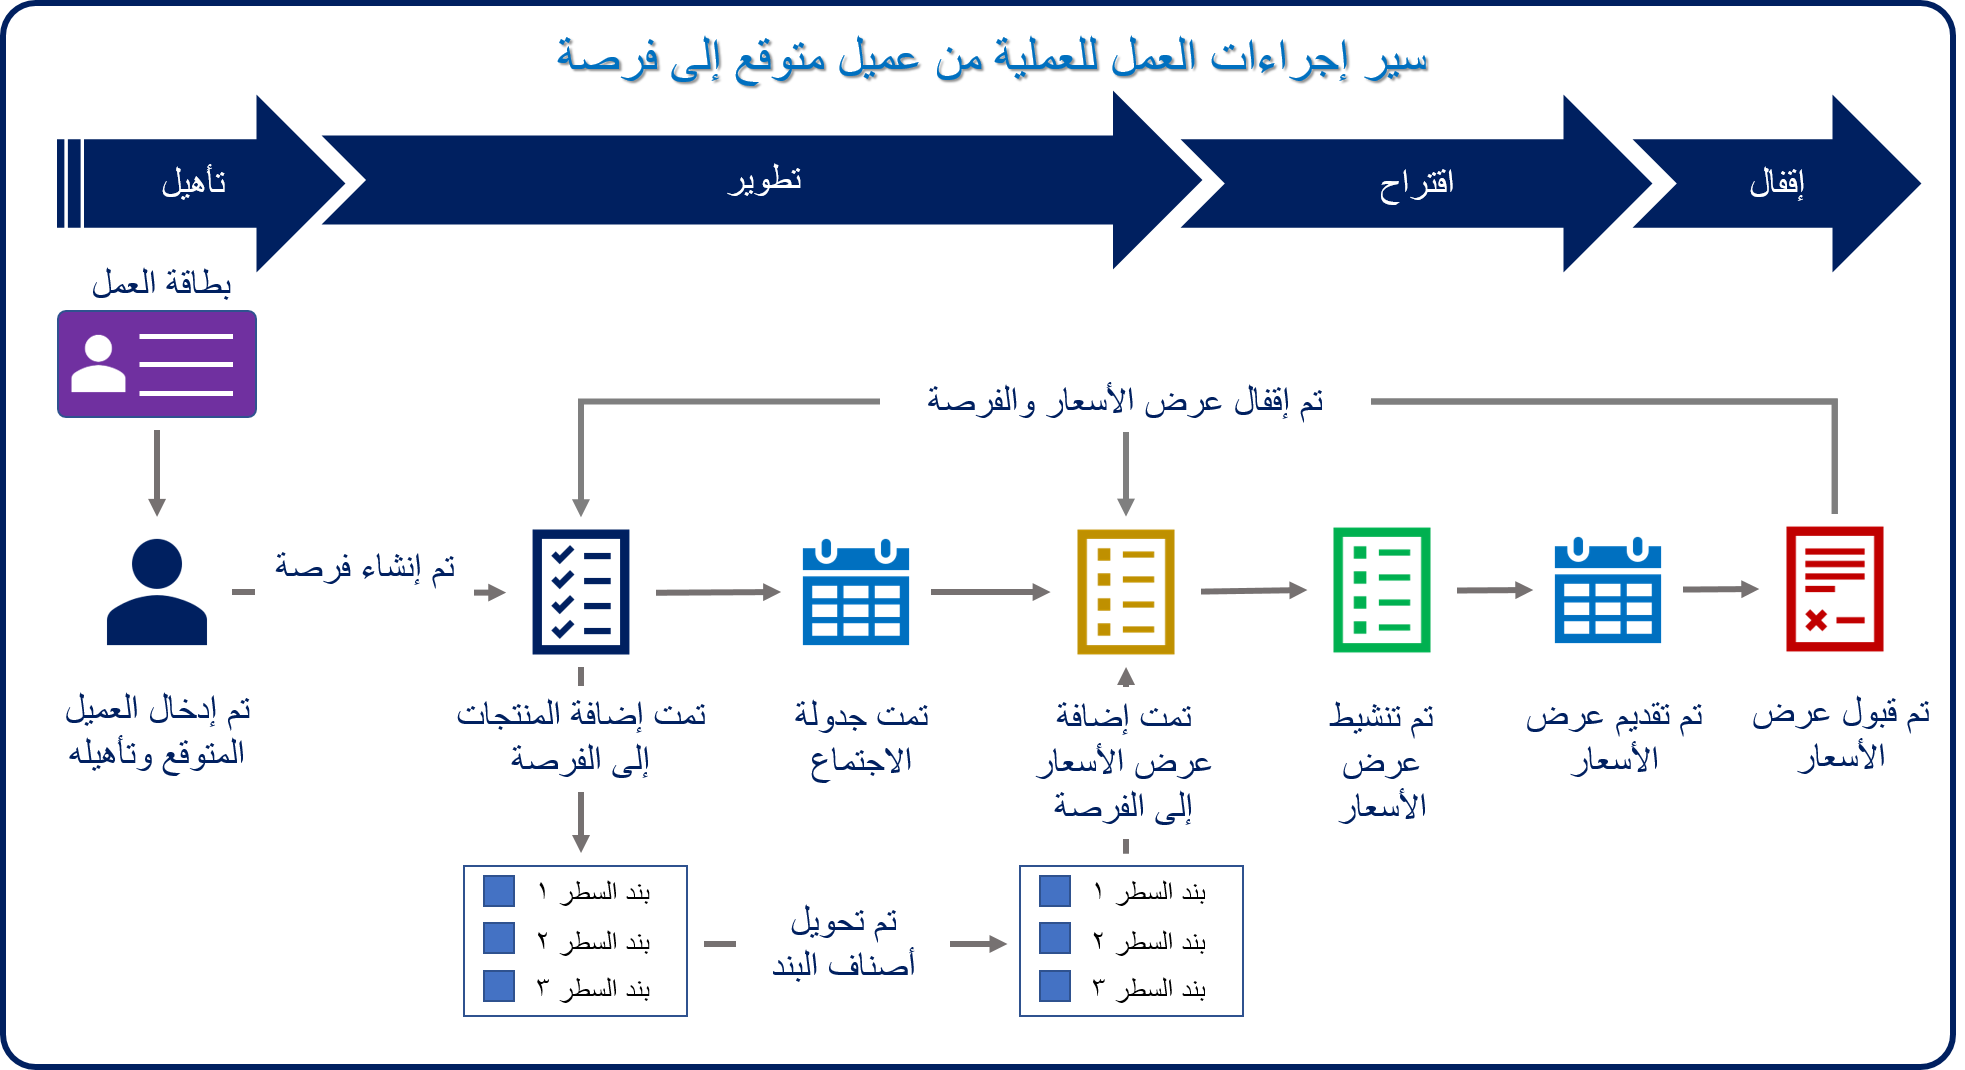 سير إجراءات العمل للعملية من عميل متوقع إلى فرصة
تأهيل
تطوير
اقتراح
إقفال
بطاقة العمل
تم إقفال عرض الأسعار والفرصة
تم إنشاء فرصة
تم إدخال العميل
المتوقع وتأهيله
تمت إضافة المنتجات
إلى الفرصة
تمت جدولة
الاجتماع
تمت إضافة
عرض الأسعار
إلى الفرصة
تم تنشيط
عرض
الأسعار
تم تقديم عرض
الأسعار
تم قبول عرض
الأسعار
بند السطر ١
بند السطر ٢
بند السطر ٣
تم تحويل
أصناف البند
بند السطر ١
بند السطر ٢
بند السطر ٣